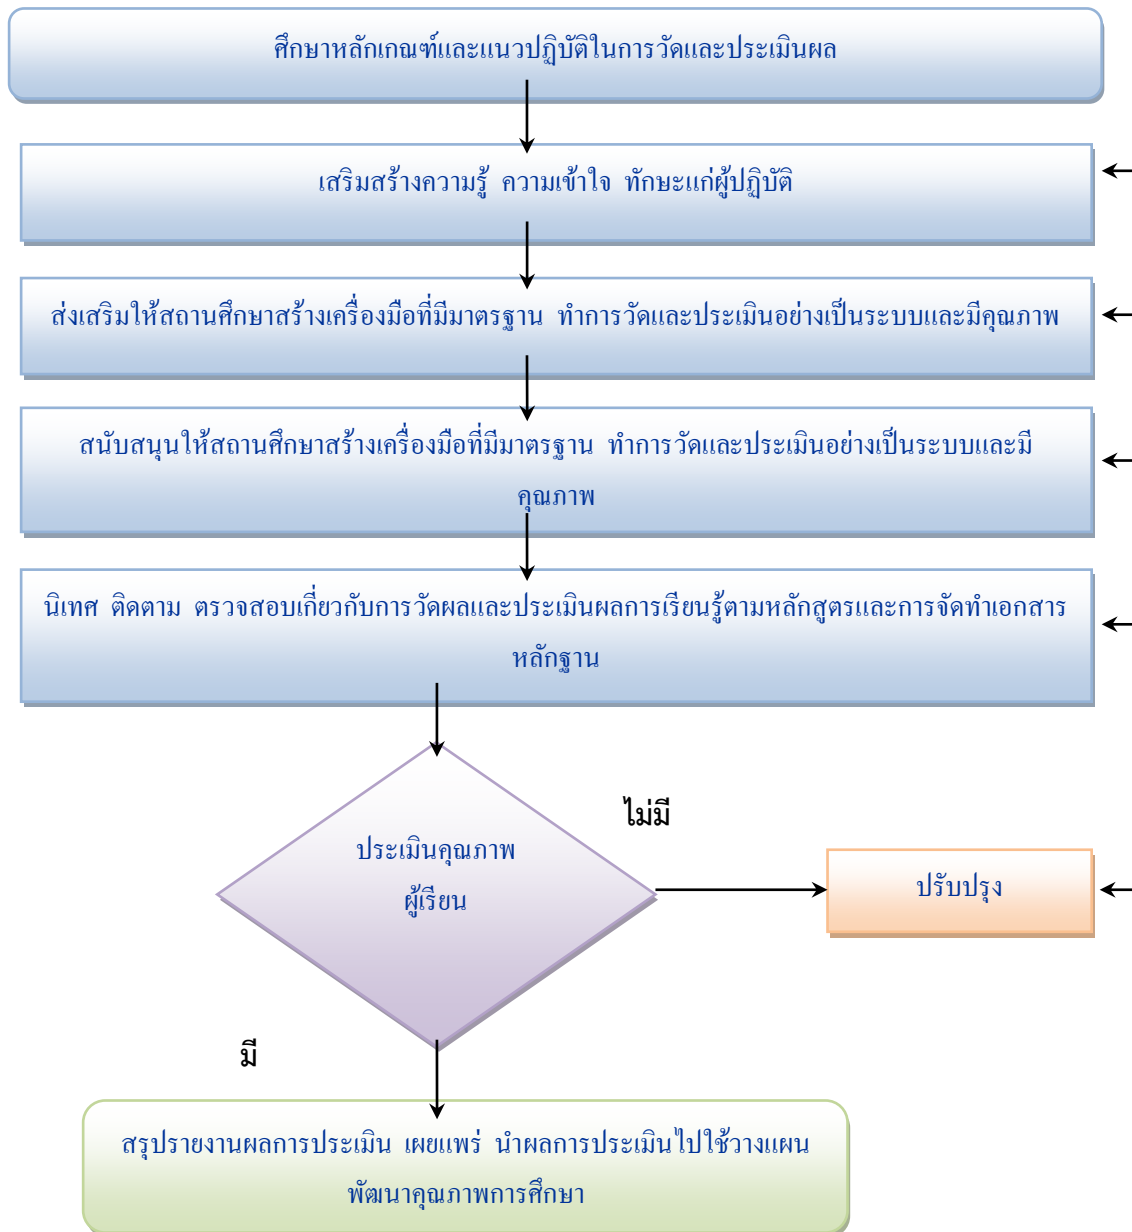 ศึกษาหลักเกณฑ์และแนวปฏิบัติในการวัดและประเมินผล
เสริมสร้างความรู้ ความเข้าใจ ทักษะแก่ผู้ปฏิบัติ
ส่งเสริมให้สถานศึกษาสร้างเครื่องมือที่มีมาตรฐาน ทำการวัดและประเมินอย่างเป็นระบบและมีคุณภาพ
สนับสนุนให้สถานศึกษาสร้างเครื่องมือที่มีมาตรฐาน ทำการวัดและประเมินอย่างเป็นระบบและมี
คุณภาพ
นิเทศ ติดตาม ตรวจสอบเกี่ยวกับการวัดผลและประเมินผลการเรียนรู้ตามหลักสูตรและการจัดทำเอกสาร
หลักฐาน
ไม่มี
ประเมินคุณภาพ
ผู้เรียน
ปรับปรุง
มี
สรุปรายงานผลการประเมิน เผยแพร่ นำผลการประเมินไปใช้วางแผน
พัฒนาคุณภาพการศึกษา